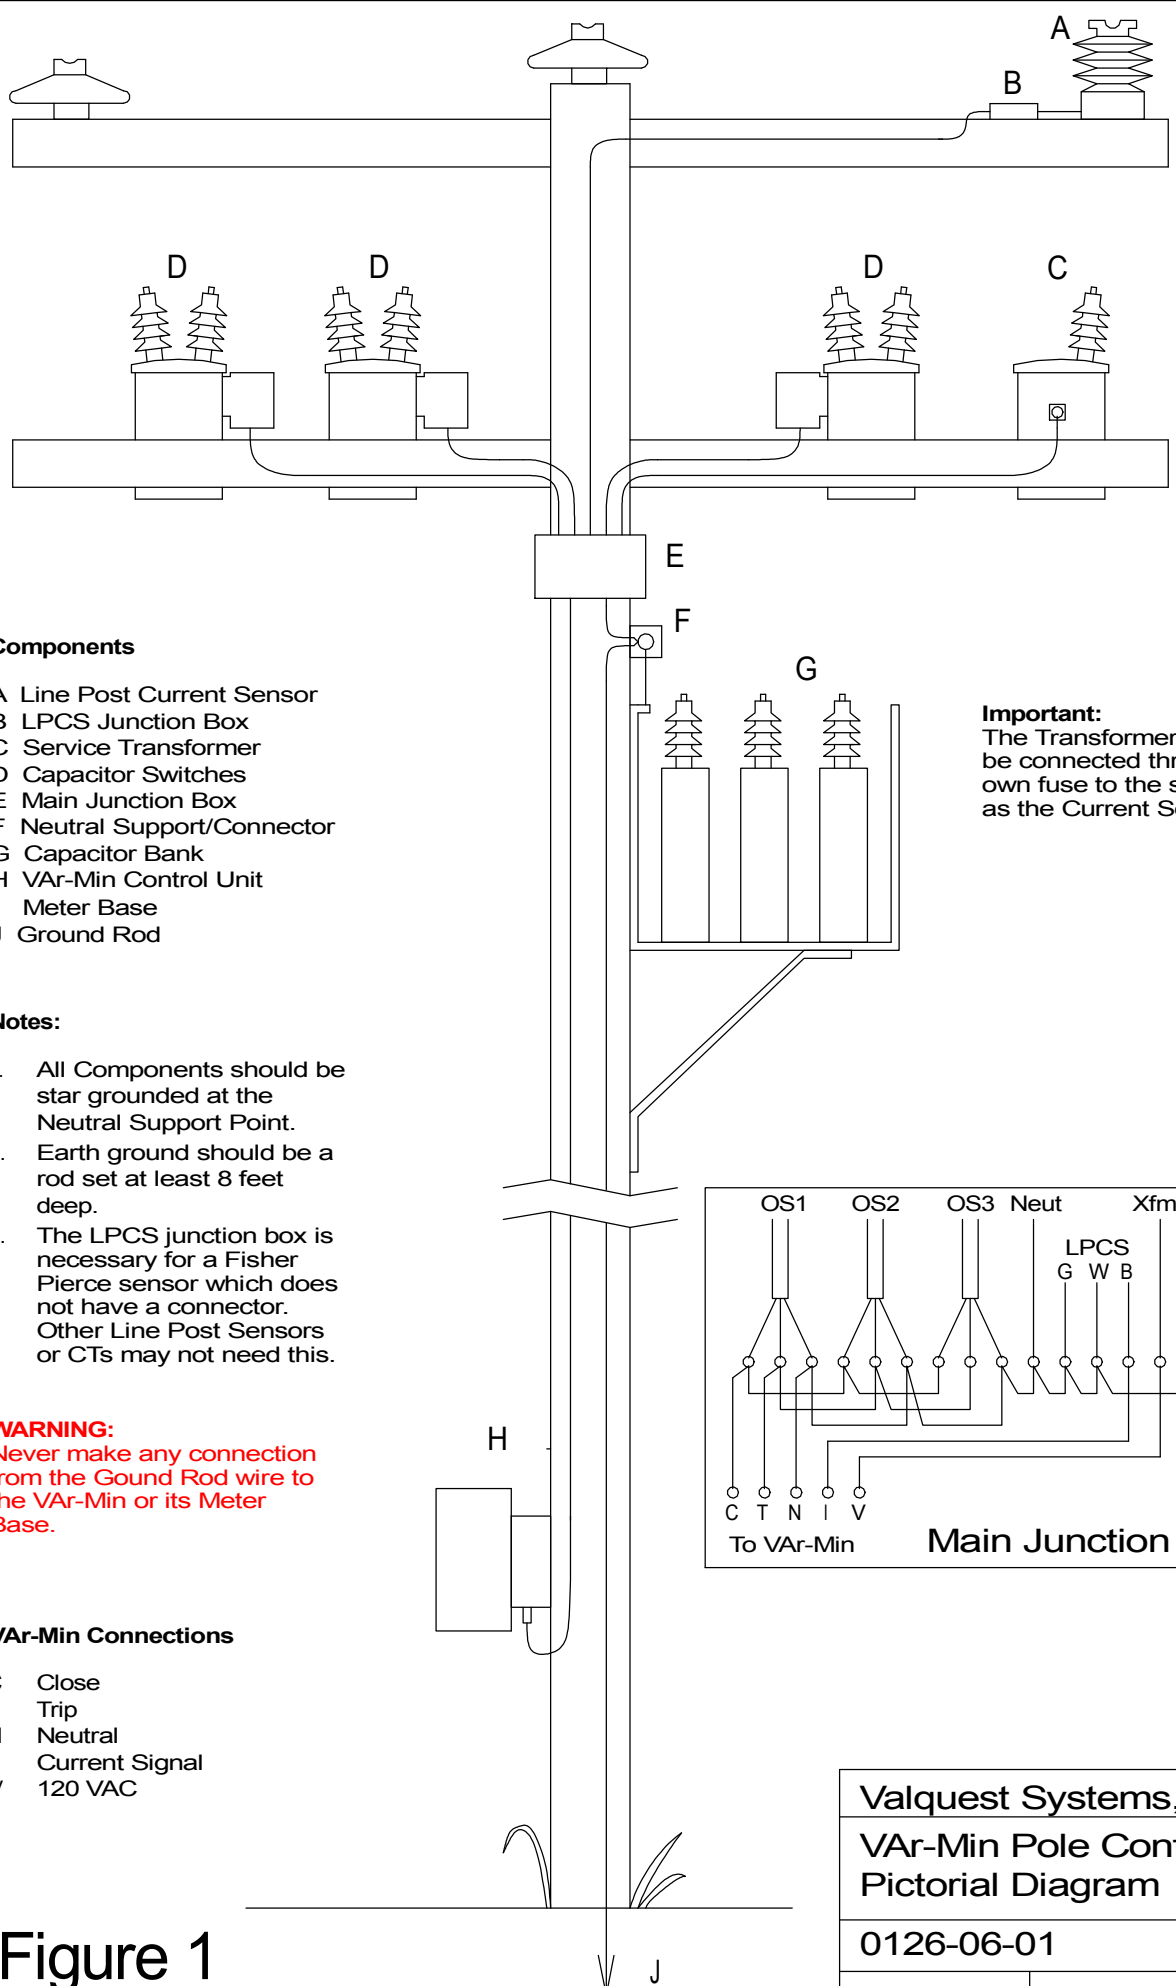 A
B
D
D
D
C
E
F
G
Components
A Line Post Current Sensor
B LPCS Junction Box
C Service Transformer
D Capacitor Switches
E Main Junction Box
F Neutral Support/Connector
G Capacitor Bank
H VAr-Min Control Unit
Meter Base
J Ground Rod
Important:
The Transformer
be connected
own fuse to the
as the Current
Notes:
All Components should be
star grounded at the
Neutral Support Point.
Earth ground should be a
rod set at least 8 feet
deep.
The LPCS junction box is
necessary for a Fisher
Pierce sensor which does
not have a connector.
Other Line Post Sensors
or CTs may not need this.
WARNING:
Never make any connection
from the Gound Rod wire to
the VAr-Min or its Meter
Base.
H
OS1 OS2 OS3 Neut
LPCS
G W B
C T N I V
To VAr-Min
Main Junction
VAr-Min Connections
C Close
Trip
Neutral
Current Signal
V 120 VAC
Valquest Systems,
VAr-Min Pole
Pictorial Diagram
0126-06-01
Figure 1
J